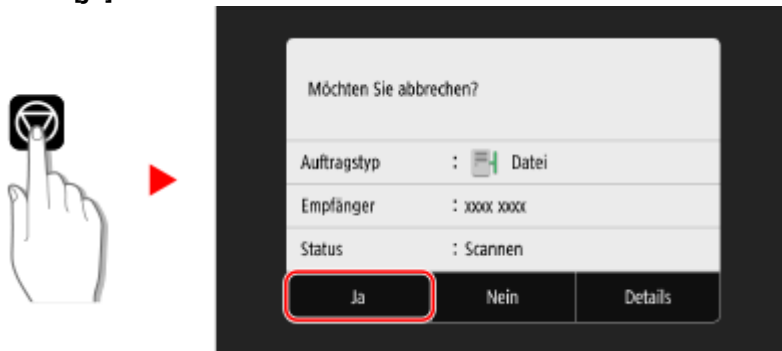 Möchten Sie abbrechen?
Auftragstyp : Datei
Empfänger : xxxx xxxx
Status : Scannen
Ja Nein Details